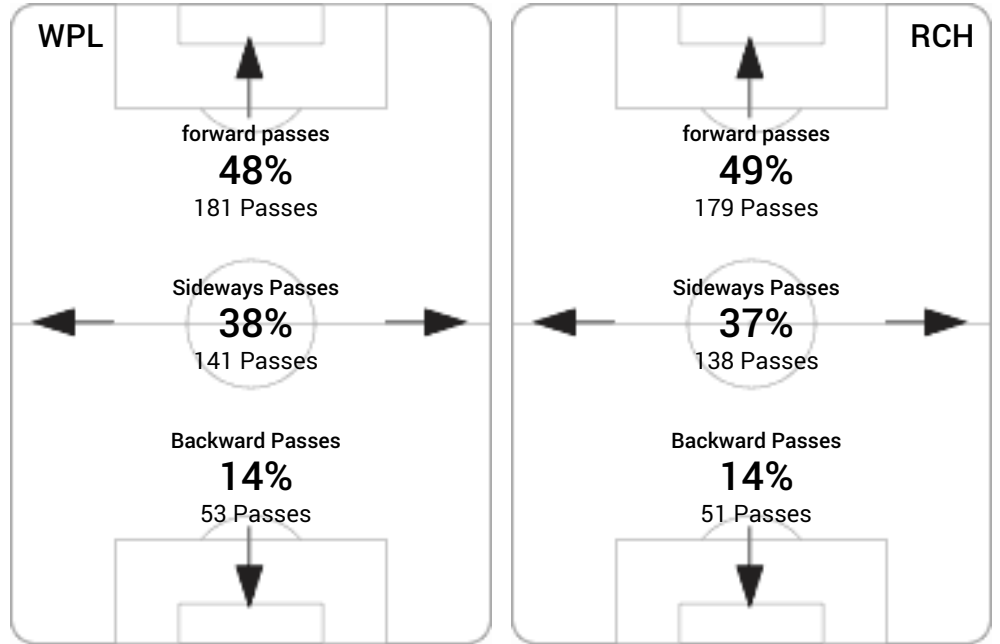 WPL
forward passes
48%
181 Passes
Sideways Passes
38%
141 Passes
Backward Passes
14%
53 Passes
RCH
forward passes
49%
179 Passes
Sideways Passes
37%
138 Passes
Backward Passes
14%
51 Passes